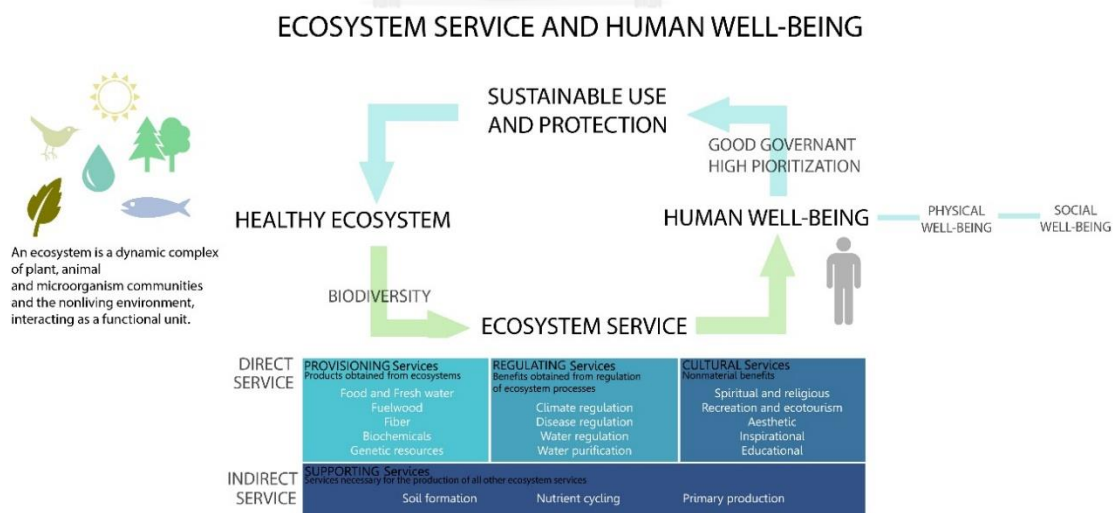 ECOSYSTEM SERVICE AND HUMAN WELL-BEING
SUSTAINABLE USE
AND PROTECTION
GOOD GOVERNANT
HIGH PIORITIZATION
HEALTHY ECOSYSTEM
HUMAN WELL-BEING
PHYSICAL
WELL-BEING
SOCIAL
WELL-BEING
An ecosystem is a dynamic complex
of plant, animal
and microorganism communities
and the nonliving environment,
interacting as a functional unit.
BIODIVERSITY
ECOSYSTEM SERVICE
DIRECT
SERVICE
PROVISIONING Services
Products obtained from ecosystems
Food and Fresh water
Fuelwood
Fiber
Biochemicals
Genetic resources
REGULATING Services
Benefits obtained from regulation
of ecosystem processes
Climate regulation
Disease regulation
Water regulation
Water purification
CULTURAL Services
Nonmaterial benefits
Spiritual and religious
Recreation and ecotourism
Aesthetic
Inspirational
Educational
INDIRECT
SERVICE
SUPPORTING Services
Services necessary for the production of all other ecosystem services
Soil formation
Nutrient cycling
Primary production